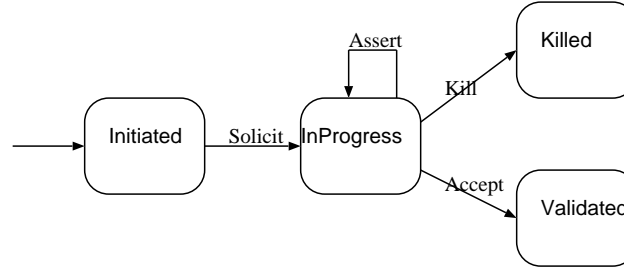 Assert
Killed
Kill
Initiated
Solicit
InProgress
Accept
Validated